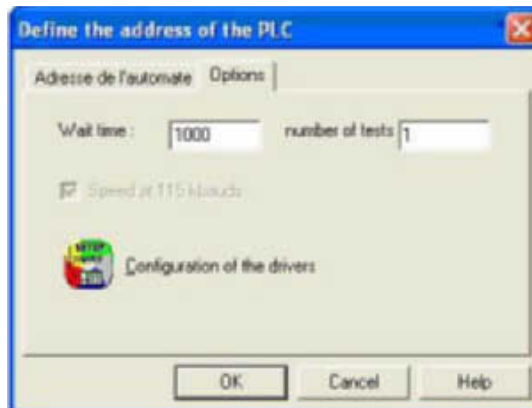 Define the address of the PLC
Adresse de l'automate Options
Wait time : 1000 number of tests 1
Speed at 115 kbauds
Configuration of the drivers
OK Cancel Help